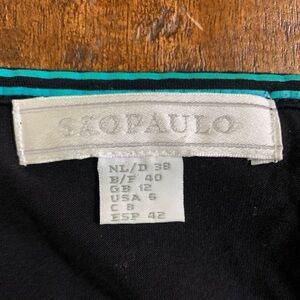 SAOPAULO
NL/D 38
B/F 40
GB 12
USA 6
C 8
ESP 42